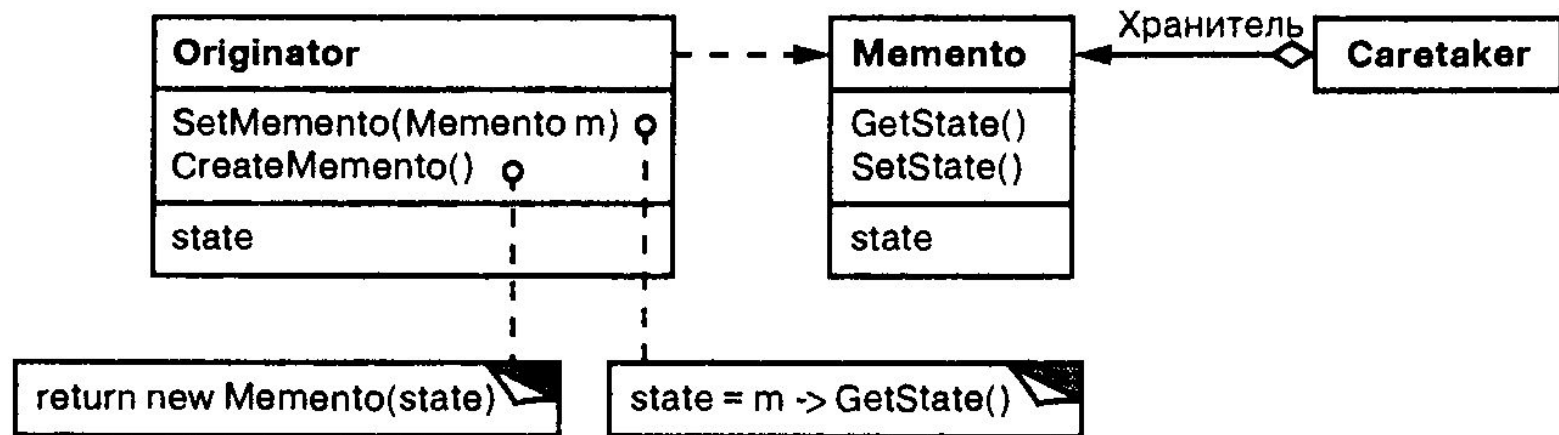 Originator
SetMemento(Memento m)
CreateMemento()
state
Memento
GetState()
SetState()
state
Хранитель
Caretaker
return new Memento(state)
state = m -> GetState()